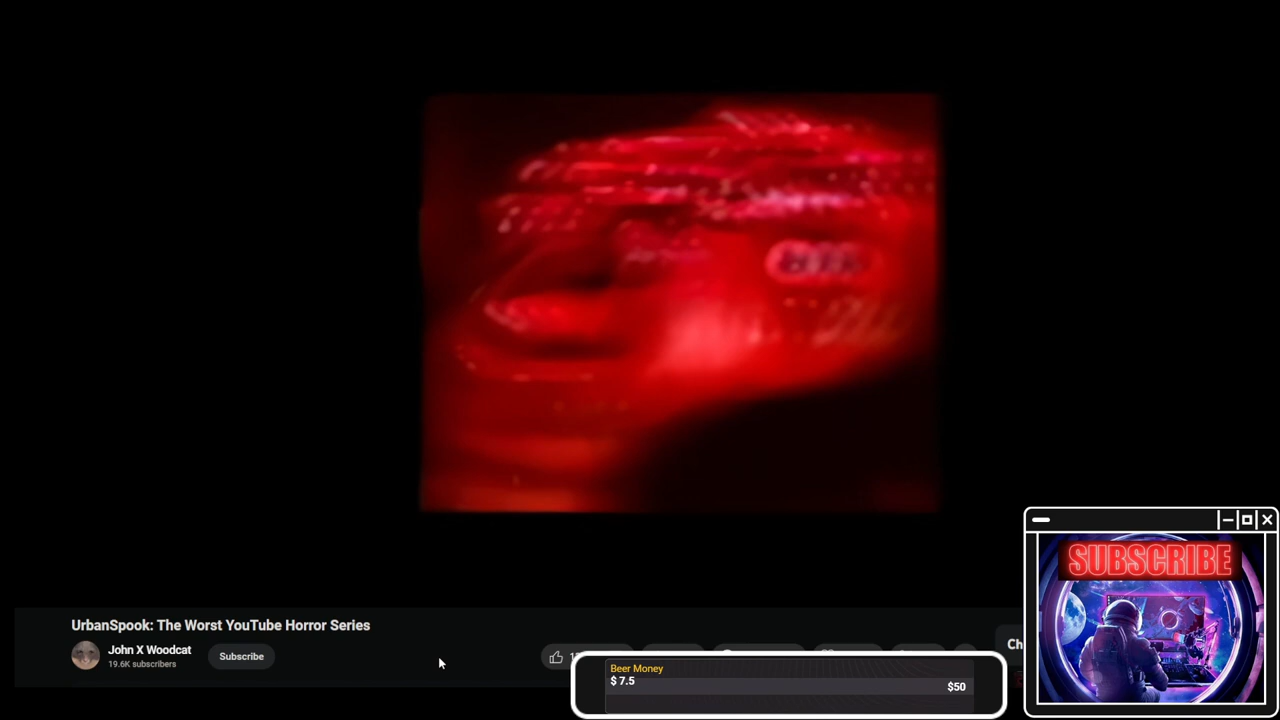 SUBSCRIBE
UrbanSpook: The Worst YouTube Horror Series
John X Woodcat
19.6K subscribers
Subscribe
Beer Money
$ 7.5
$50